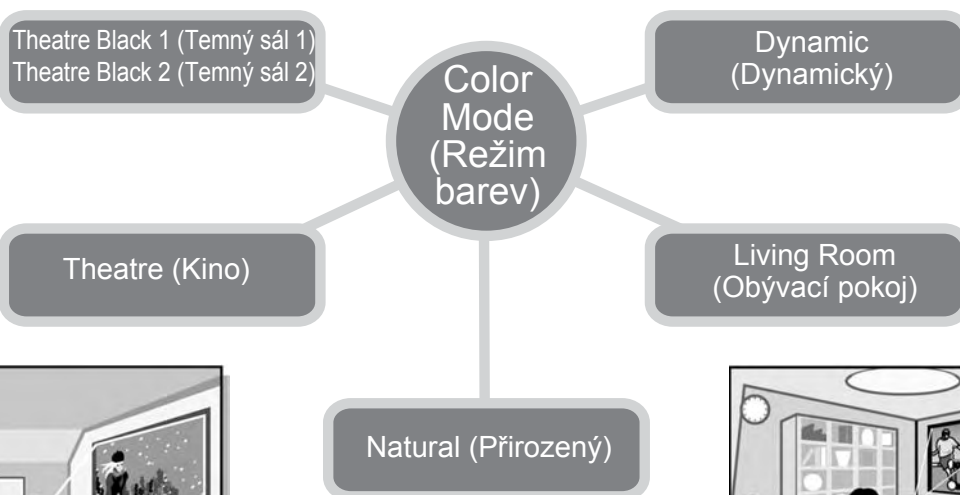 Theatre Black 1 (Temný sál 1)
Theatre Black 2 (Temný sál 2)
Color
Mode
(Režim
barev)
Dynamic
(Dynamický)
Theatre (Kino)
Living Room
(Obývací pokoj)
Natural (Přirozený)